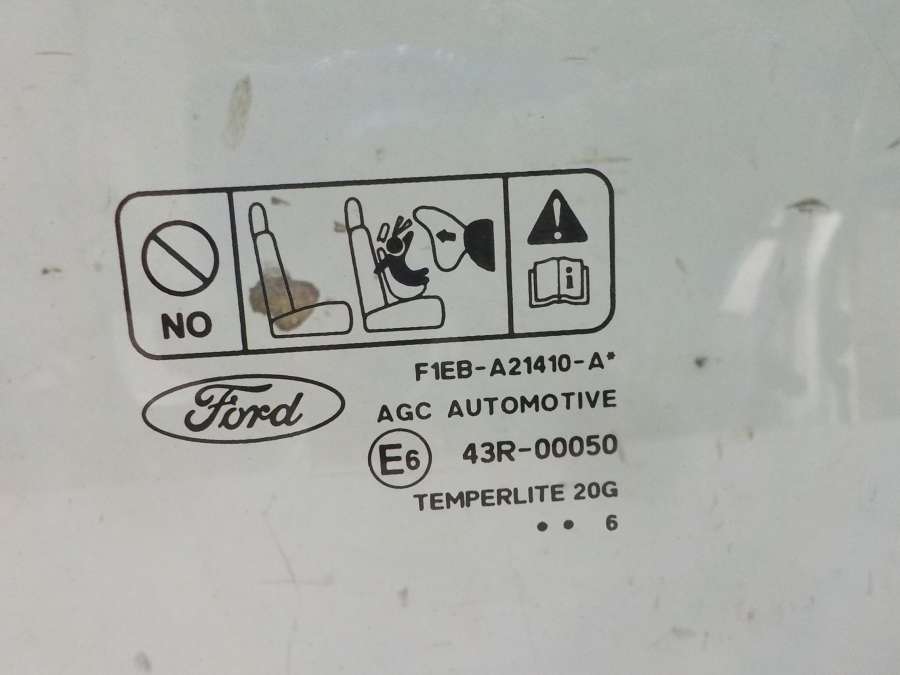 NO
i
F1EB-A21410-A*
Ford
AGC AUTOMOTIVE
E6 43R-00050
TEMPERLITE 20G
• • 6